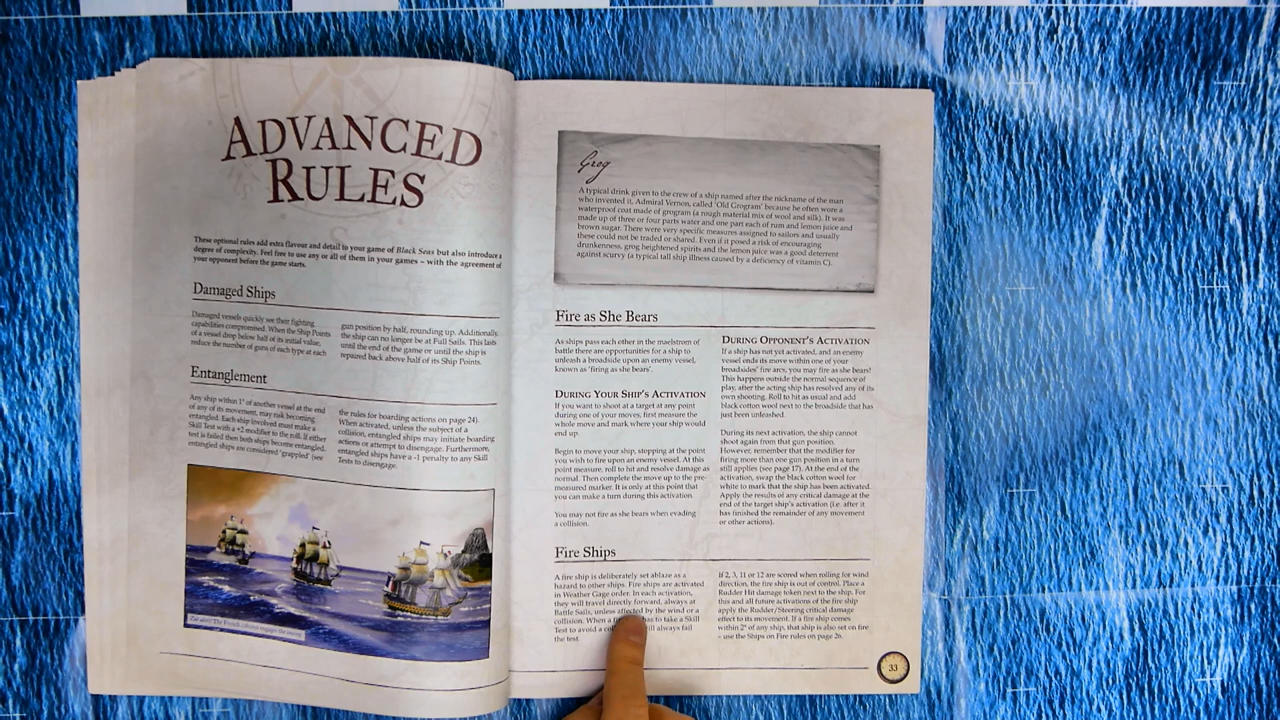 ADVANCED
RULES
These optional rules add extra flavour and detail to your game of Black Seas but also introduce a
degree of complexity. Feel free to use any or all of them in your games – with the agreement of
your opponent before the game starts.
Damaged Ships
Damaged vessels quickly see their fighting
capabilities compromised. When the Ship Points
of a vessel drop below half of its initial value,
reduce the number of guns of each type at each
gun position by half, rounding up. Additionally,
the ship can no longer be at Full Sails. This lasts
until the end of the game or until the ship is
repaired back above half of its Ship Points.
Entanglement
Any ship within 1" of another vessel at the end
of any of its movement, may risk becoming
entangled. Each ship involved must make a
Skill Test with a +2 modifier to the roll. If either
test is failed then both ships become entangled.
entangled ships are considered 'grappled' (see
the rules for boarding actions on page 24).
When activated, unless the subject of a
collision, entangled ships may initiate boarding
actions or attempt to disengage. Furthermore,
entangled ships have a -1 penalty to any Skill
Tests to disengage.
The French column engages the enemy
Grog
A typical drink given to the crew of a ship named after the nickname of the man
who invented it, Admiral Vernon, called 'Old Grogram' because he often wore a
waterproof coat made of grogram (a rough material mix of wool and silk). It was
made up of three or four parts water and one part each of rum and lemon juice and
brown sugar. There were very specific measures assigned to sailors and usually
these could not be traded or shared. Even if it posed a risk of encouraging
drunkenness, grog heightened spirits and the lemon juice was a good deterrent
against scurvy (a typical tall ship illness caused by a deficiency of vitamin C).
Fire as She Bears
As ships pass each other in the maelstrom of
battle there are opportunities for a ship to
unleash a broadside upon an enemy vessel,
known as 'firing as she bears'.
DURING YOUR SHIP'S ACTIVATION
If you want to shoot at a target at any point
during one of your moves, first measure the
whole move and mark where your ship would
end up.
Begin to move your ship, stopping at the point
you wish to fire upon an enemy vessel. At this
point measure, roll to hit and resolve damage as
normal. Then complete the move up to the pre-
measured marker. It is only at this point that
you can make a turn during this activation.
You may not fire as she bears when evading
a collision.
DURING OPPONENT'S ACTIVATION
If a ship has not yet activated, and an enemy
vessel ends its move within one of your
broadsides' fire arcs, you may fire as she bears!
This happens outside the normal sequence of
play, after the acting ship has resolved any of its
own shooting. Roll to hit as usual and add
black cotton wool next to the broadside that has
just been unleashed.
During its next activation, the ship cannot
shoot again from that gun position.
However, remember that the modifier for
firing more than one gun position in a turn
still applies (see page 17). At the end of the
activation, swap the black cotton wool for
white to mark that the ship has been activated.
Apply the results of any critical damage at the
end of the target ship's activation (i.e. after it
has finished the remainder of any movement
or other actions).
Fire Ships
A fire ship is deliberately set ablaze as a
hazard to other ships. Fire ships are activated
in Weather Gage order. In each activation,
they will travel directly forward, always at
Battle Sails, unless affected by the wind or a
collision. When a has to take a Skill
Test to avoid a will always fail
the test.
If 2, 3, 11 or 12 are scored when rolling for wind
direction, the fire ship is out of control. Place a
Rudder Hit damage token next to the ship. For
this and all future activations of the fire ship
apply the Rudder/Steering critical damage
effect to its movement. If a fire ship comes
within 2" of any ship, that ship is also set on fire
– use the Ships on Fire rules on page 26.
33